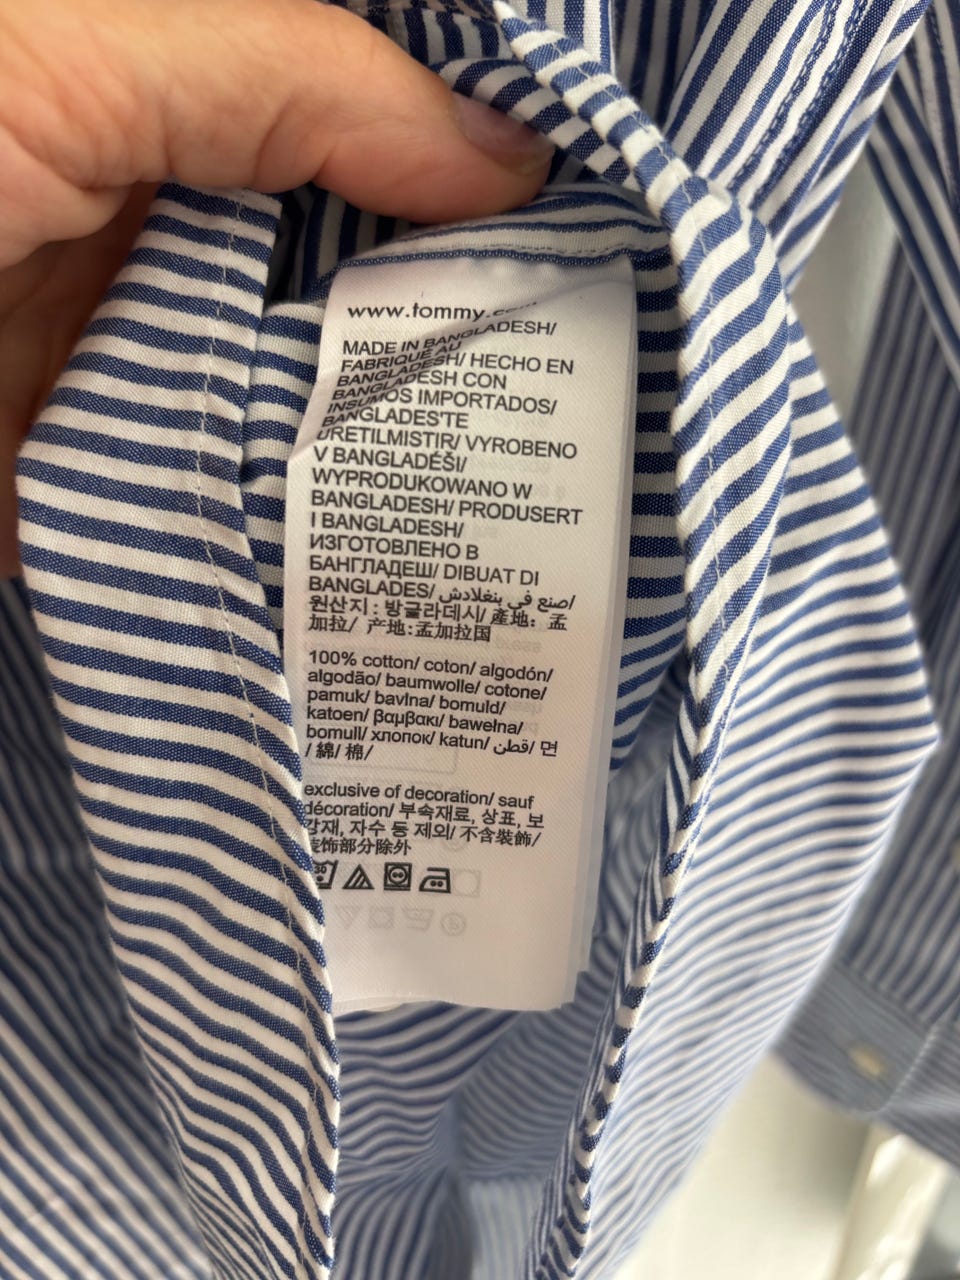 www.tommy.c
MADE IN BANGLADESH/
FABRIQUÉ AU
BANGLADESH/ HECHO EN
BANGLADESH CON
INSUMOS IMPORTADOS/
BANGLADEŞ'TE
ÜRETILMISTIR/ VYROBENO
V BANGLADÉŠI/
WYPRODUKOWANO W
BANGLADESH/ PRODUSERT
I BANGLADESH/
ИЗГОТОВЛЕНО В
БАНГЛАДЕШ/ DIBUAT DI
BANGLADES/ صنع في بنغلادش/
원산지 : 방글라데시/ 產地: 孟
加拉/ 产地:孟加拉国
100% cotton/ coton/ algodón/
algodão/ baumwolle/ cotone/
pamuk/ bavlna/ bomuld/
katoen/ βαμβακι/ bawełna/
bomull/ хлопок/ katun/ قطن/ 면
/ 綿/ 棉/
exclusive of decoration/ sauf
décoration/ 부속재료, 상표, 보
강재, 자수 등 제외/ 不含裝飾/
装饰部分除外
30